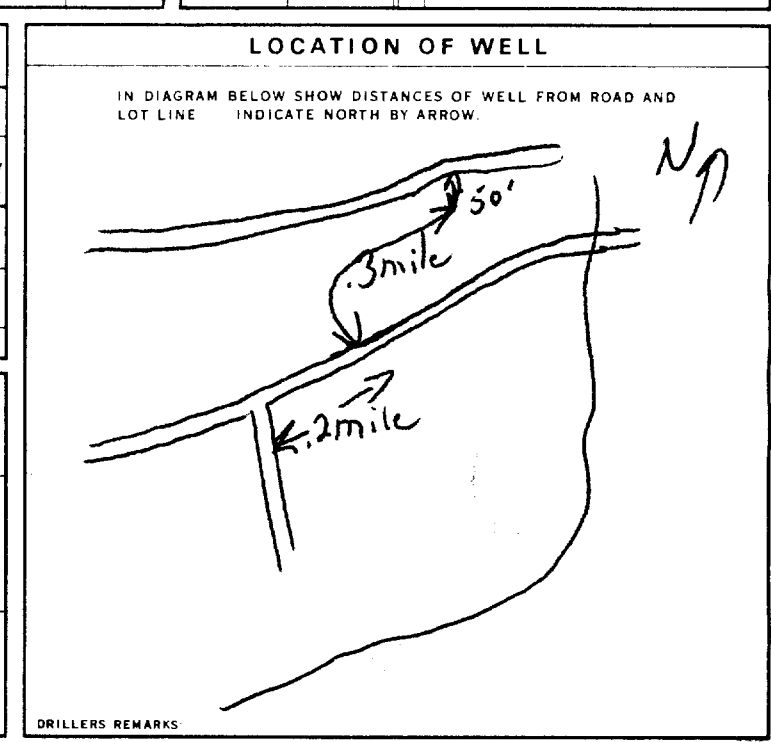 LOCATION OF WELL
IN DIAGRAM BELOW SHOW DISTANCES OF WELL FROM ROAD AND
LOT LINE INDICATE NORTH BY ARROW.
N
50'
.3mile
.2mile
DRILLERS REMARKS